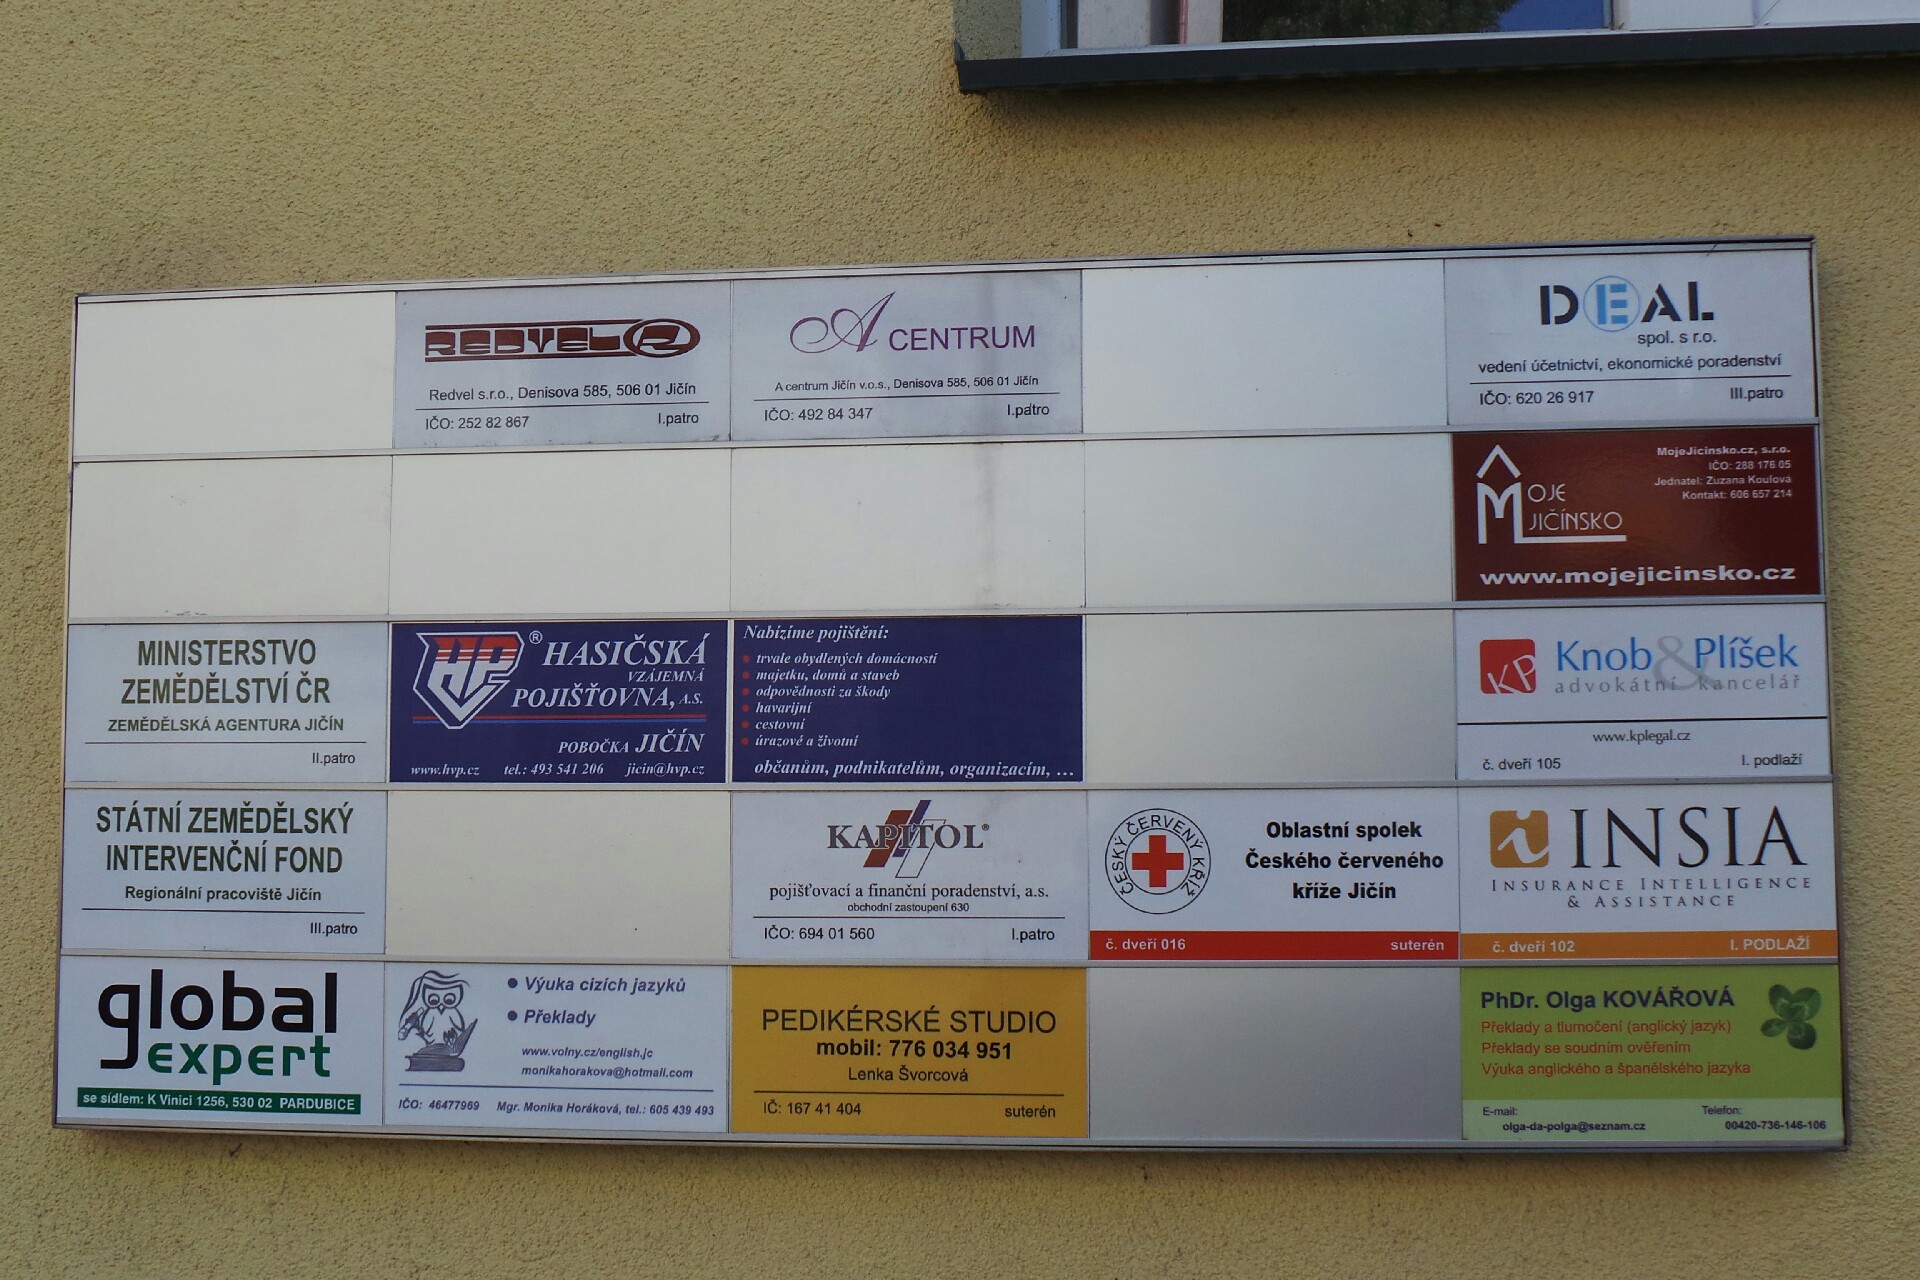 REDVEL R
Redvel s.r.o., Denisova 585, 506 01 Jičín
IČO: 252 82 867 I.patro
A CENTRUM
A centrum Jičín v.o.s., Denisova 585, 506 01 Jičín
IČO: 492 84 347 I.patro
DEAL
spol. s r.o.
vedení účetnictví, ekonomické poradenství
IČO: 620 26 917 III.patro
MOJE
JIČÍNSKO
MojeJicinsko.cz, s.r.o.
IČO: 288 176 05
Jednatel: Zuzana Koulová
Kontakt: 606 657 214
www.mojejicinsko.cz
MINISTERSTVO
ZEMĚDĚLSTVÍ ČR
ZEMĚDĚLSKÁ AGENTURA JIČÍN
II.patro
HVP ® HASIČSKÁ
VZÁJEMNÁ
POJIŠŤOVNA, A.S.
POBOČKA JIČÍN
www.hvp.cz tel.: 493 541 206 jicin@hvp.cz
Nabízíme pojištění:
• trvale obydlených domácností
• majetku, domů a staveb
• odpovědnosti za škody
• havarijní
• cestovní
• úrazové a životní
občanům, podnikatelům, organizacím, ...
KP Knob & Plíšek
advokátní kancelář
www.kplegal.cz
č. dveří 105 I. podlaží
STÁTNÍ ZEMĚDĚLSKÝ
INTERVENČNÍ FOND
Regionální pracoviště Jičín
III.patro
KAPITOL®
pojišťovací a finanční poradenství, a.s.
obchodní zastoupení 630
IČO: 694 01 560 I.patro
ČESKÝ ČERVENÝ KŘÍŽ
Oblastní spolek
Českého červeného
kříže Jičín
č. dveří 016 suterén
i INSIA
INSURANCE INTELLIGENCE
& ASSISTANCE
č. dveří 102 I. PODLAŽÍ
global
expert
se sídlem: K Vinici 1256, 530 02 PARDUBICE
• Výuka cizích jazyků
• Překlady
www.volny.cz/english.jc
monikahorakova@hotmail.com
IČO: 46477969 Mgr. Monika Horáková, tel.: 605 439 493
PEDIKÉRSKÉ STUDIO
mobil: 776 034 951
Lenka Švorcová
IČ: 167 41 404 suterén
PhDr. Olga KOVÁŘOVÁ
Překlady a tlumočení (anglický jazyk)
Překlady se soudním ověřením
Výuka anglického a španělského jazyka
E-mail: Telefon:
olga-da-polga@seznam.cz 00420-736-146-106